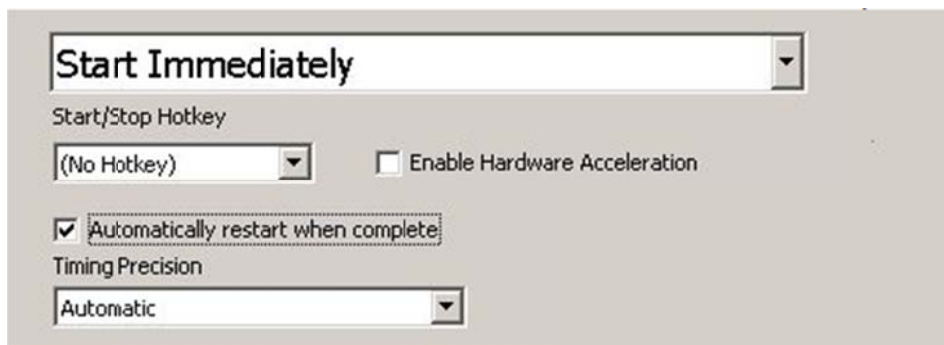 Start Immediately
Start/Stop Hotkey
(No Hotkey) Enable Hardware Acceleration
Automatically restart when complete
Timing Precision
Automatic